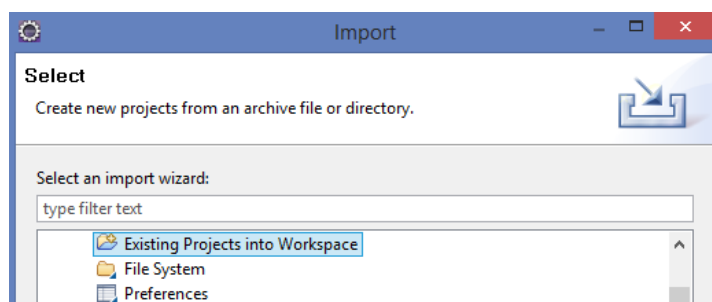 Import
Select
Create new projects from an archive file or directory.
Select an import wizard:
type filter text
Existing Projects into Workspace
File System
Preferences